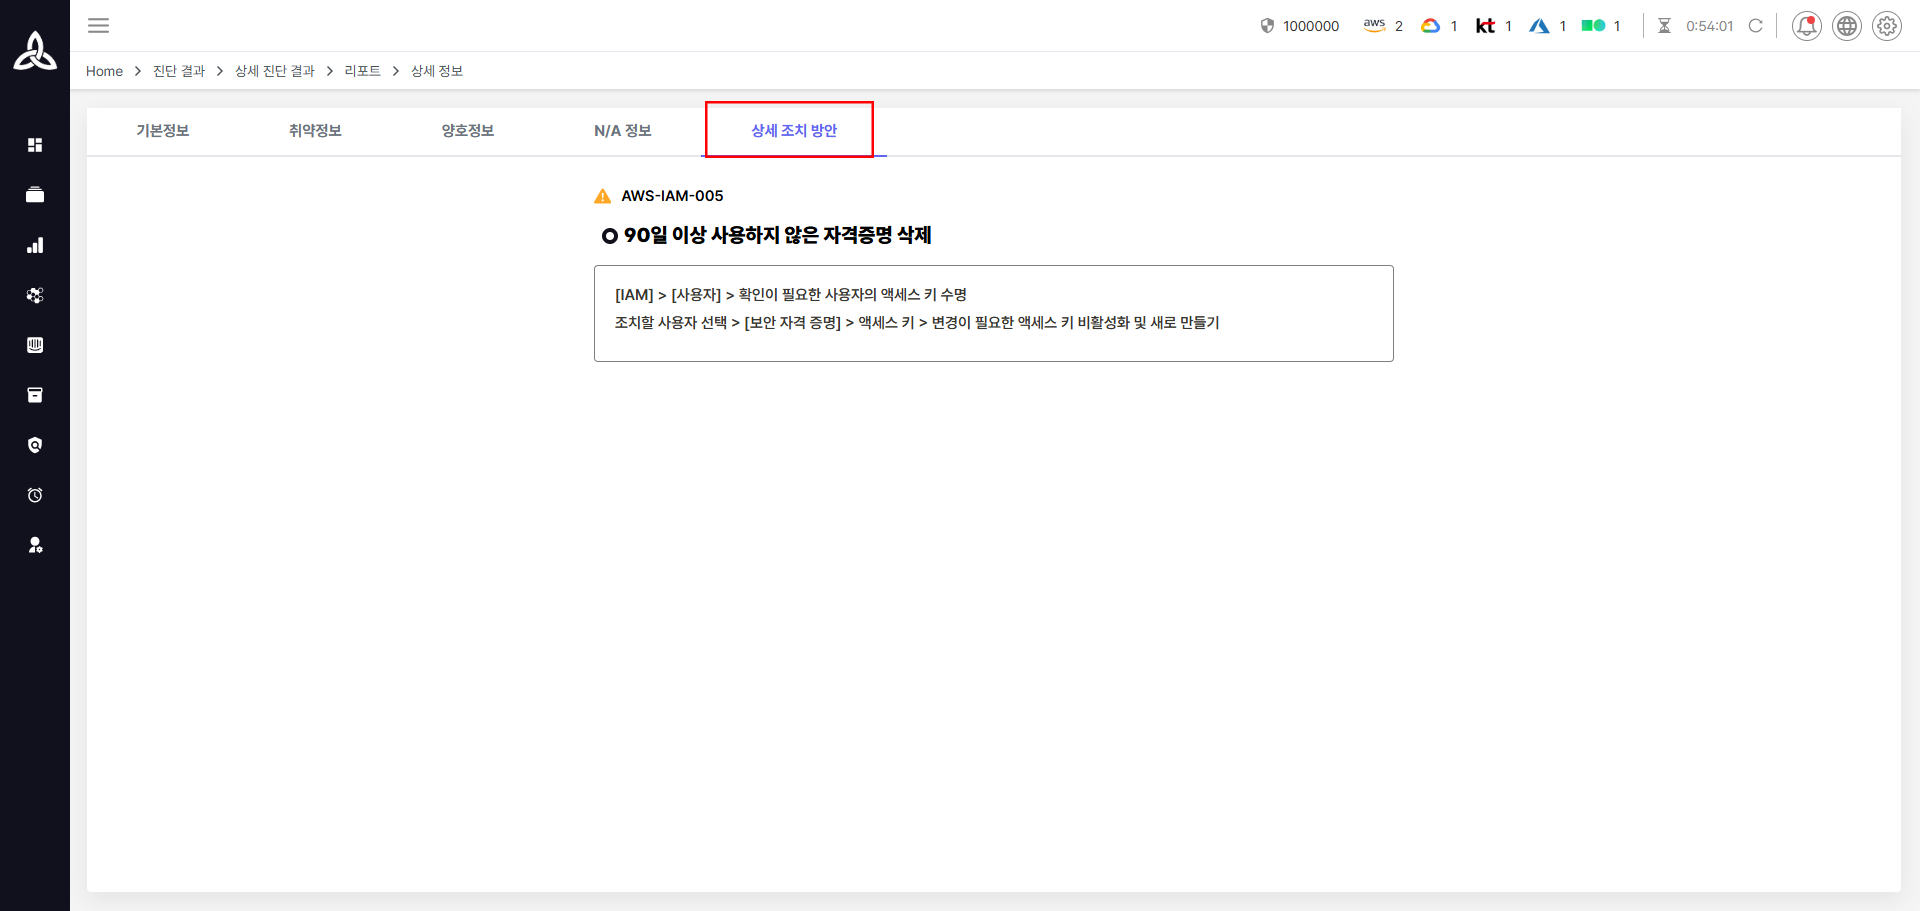 1000000 aws 2 1 kt 1 1 1 0:54:01
Home > 진단 결과 > 상세 진단 결과 > 리포트 > 상세 정보
기본정보 취약정보 양호정보 N/A 정보 상세 조치 방안
AWS-IAM-005
90일 이상 사용하지 않은 자격증명 삭제
[IAM] > [사용자] > 확인이 필요한 사용자의 액세스 키 수명
조치할 사용자 선택 > [보안 자격 증명] > 액세스 키 > 변경이 필요한 액세스 키 비활성화 및 새로 만들기